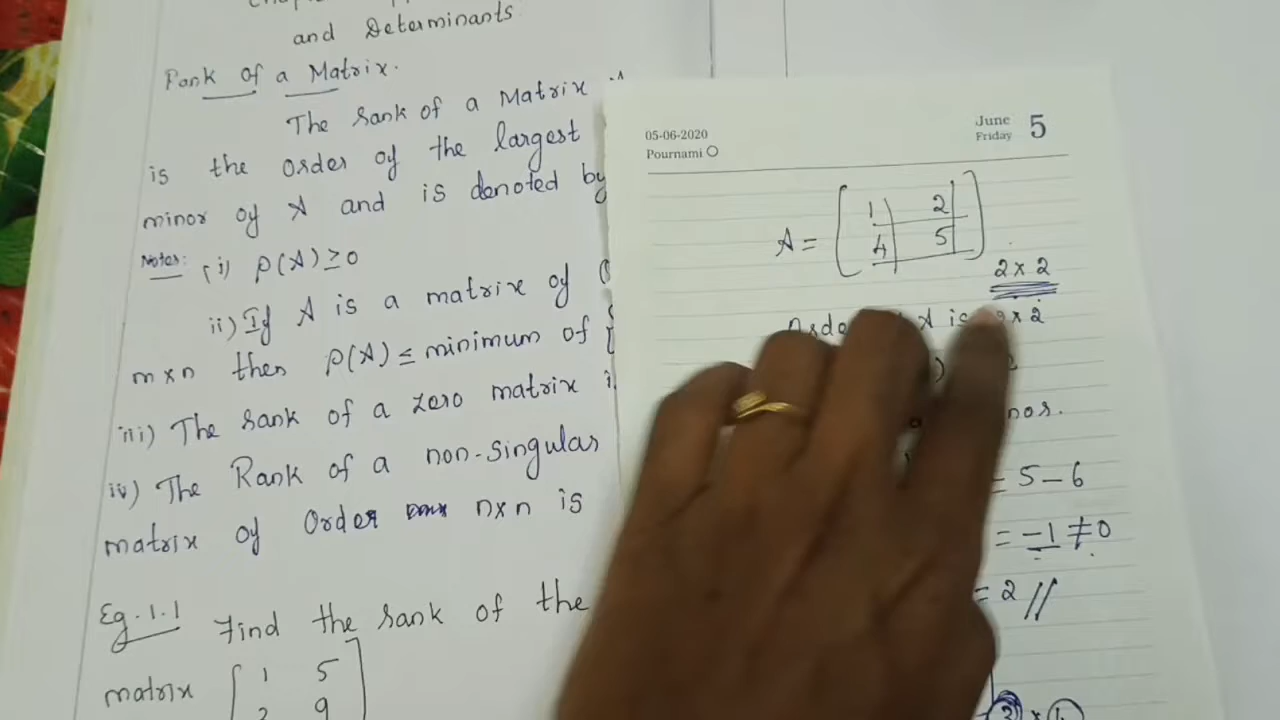 and Determinants
Rank of a Matrix.
The rank of a Matrix
is the order of the largest
minor of A and is denoted by
Notes: (i) ρ(A) ≥ 0
ii) If A is a matrix of
m×n then ρ(A) ≤ minimum of
iii) The rank of a zero matrix
iv) The Rank of a non-singular
matrix of Order n×n is
Eg. 1.1 Find the rank of the
matrix [ 1 5 ]
9
05-06-2020
Pournami
June
Friday 5
A = [ 1 2
4 5 ]
2 × 2
A is × 2
= 5 - 6
= -1 ≠ 0
= 2 //